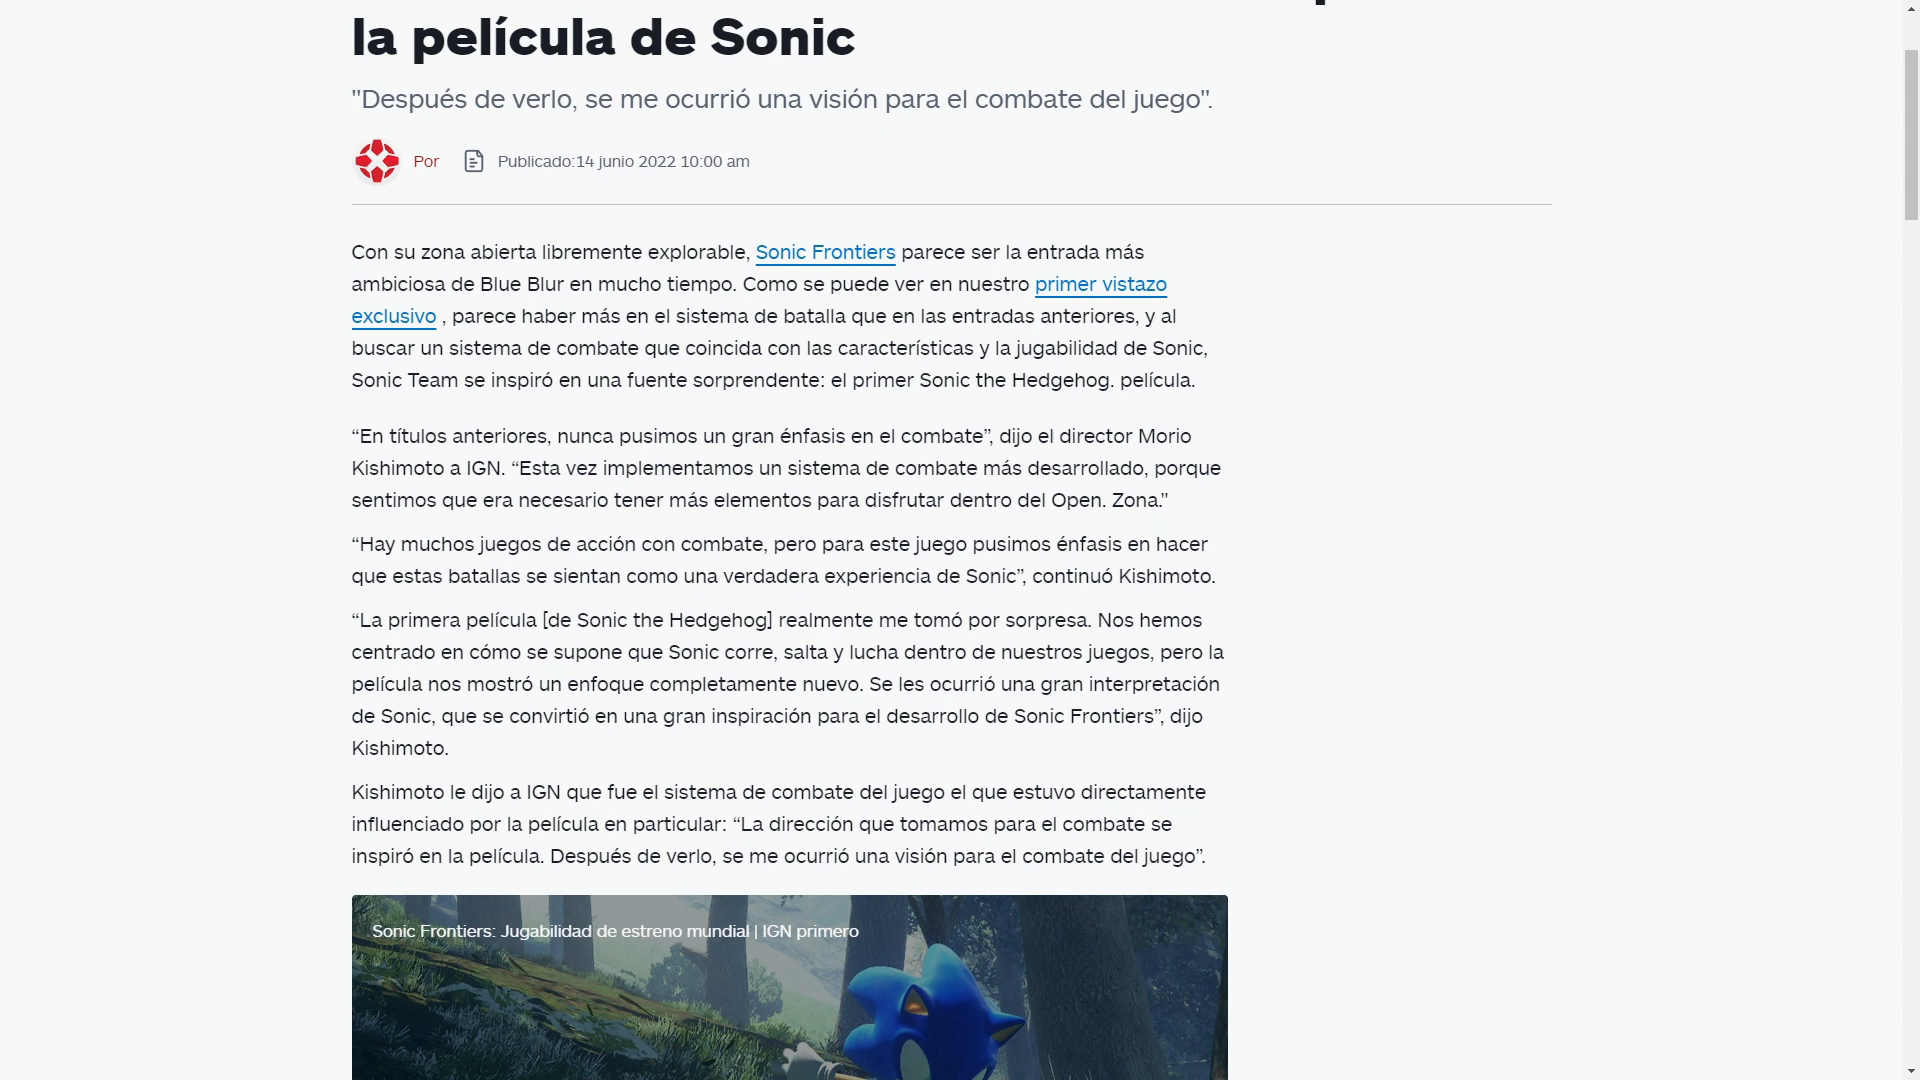 la película de Sonic
"Después de verlo, se me ocurrió una visión para el combate del juego".
Por
Publicado:14 junio 2022 10:00 am
Con su zona abierta libremente explorable, Sonic Frontiers parece ser la entrada más
ambiciosa de Blue Blur en mucho tiempo. Como se puede ver en nuestro primer vistazo
exclusivo , parece haber más en el sistema de batalla que en las entradas anteriores, y al
buscar un sistema de combate que coincida con las características y la jugabilidad de Sonic,
Sonic Team se inspiró en una fuente sorprendente: el primer Sonic the Hedgehog. película.
“En títulos anteriores, nunca pusimos un gran énfasis en el combate”, dijo el director Morio
Kishimoto a IGN. “Esta vez implementamos un sistema de combate más desarrollado, porque
sentimos que era necesario tener más elementos para disfrutar dentro del Open. Zona."
“Hay muchos juegos de acción con combate, pero para este juego pusimos énfasis en hacer
que estas batallas se sientan como una verdadera experiencia de Sonic”, continuó Kishimoto.
“La primera película [de Sonic the Hedgehog] realmente me tomó por sorpresa. Nos hemos
centrado en cómo se supone que Sonic corre, salta y lucha dentro de nuestros juegos, pero la
película nos mostró un enfoque completamente nuevo. Se les ocurrió una gran interpretación
de Sonic, que se convirtió en una gran inspiración para el desarrollo de Sonic Frontiers”, dijo
Kishimoto.
Kishimoto le dijo a IGN que fue el sistema de combate del juego el que estuvo directamente
influenciado por la película en particular: “La dirección que tomamos para el combate se
inspiró en la película. Después de verlo, se me ocurrió una visión para el combate del juego”.
Sonic Frontiers: Jugabilidad de estreno mundial | IGN primero